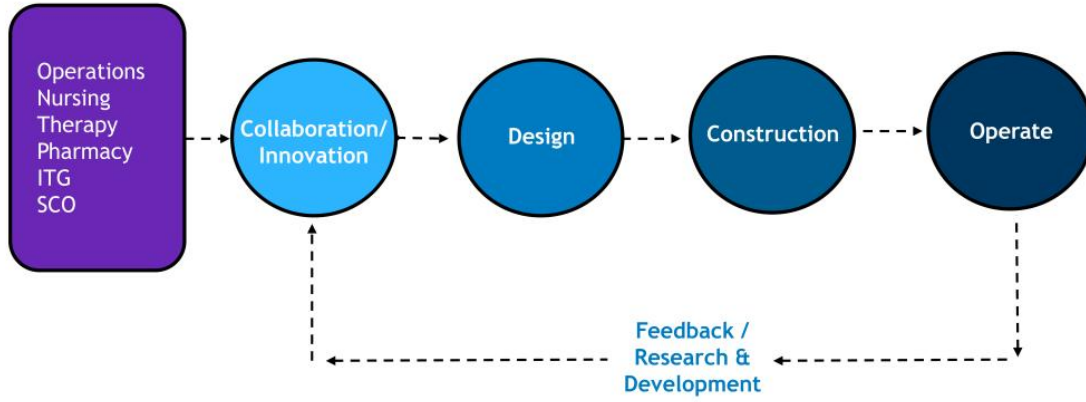 Operations
Nursing
Therapy
Pharmacy
ITG
SCO
Collaboration/
Innovation
Design
Construction
Operate
Feedback /
Research &
Development